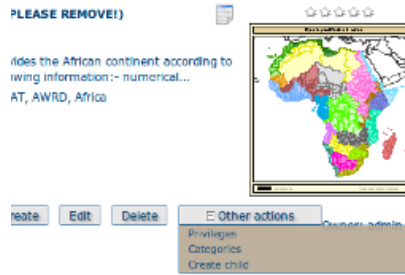 PLEASE REMOVE!)
vides the African continent according to
wing information:- numerical...
AT, AWRD, Africa
reate Edit Delete Other actions Owner: admin
Privileges
Categories
Create child